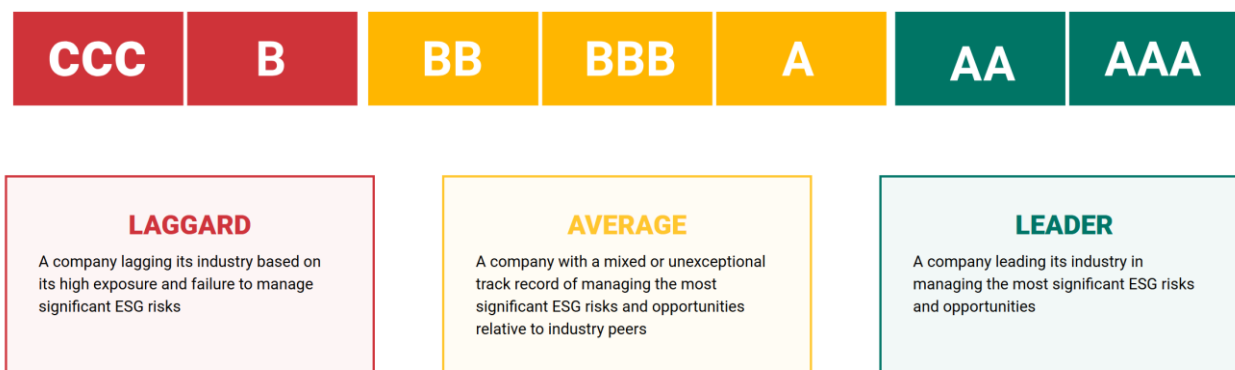 CCC B BB BBB A AA AAA
LAGGARD
A company lagging its industry based on
its high exposure and failure to manage
significant ESG risks
AVERAGE
A company with a mixed or unexceptional
track record of managing the most
significant ESG risks and opportunities
relative to industry peers
LEADER
A company leading its industry in
managing the most significant ESG risks
and opportunities